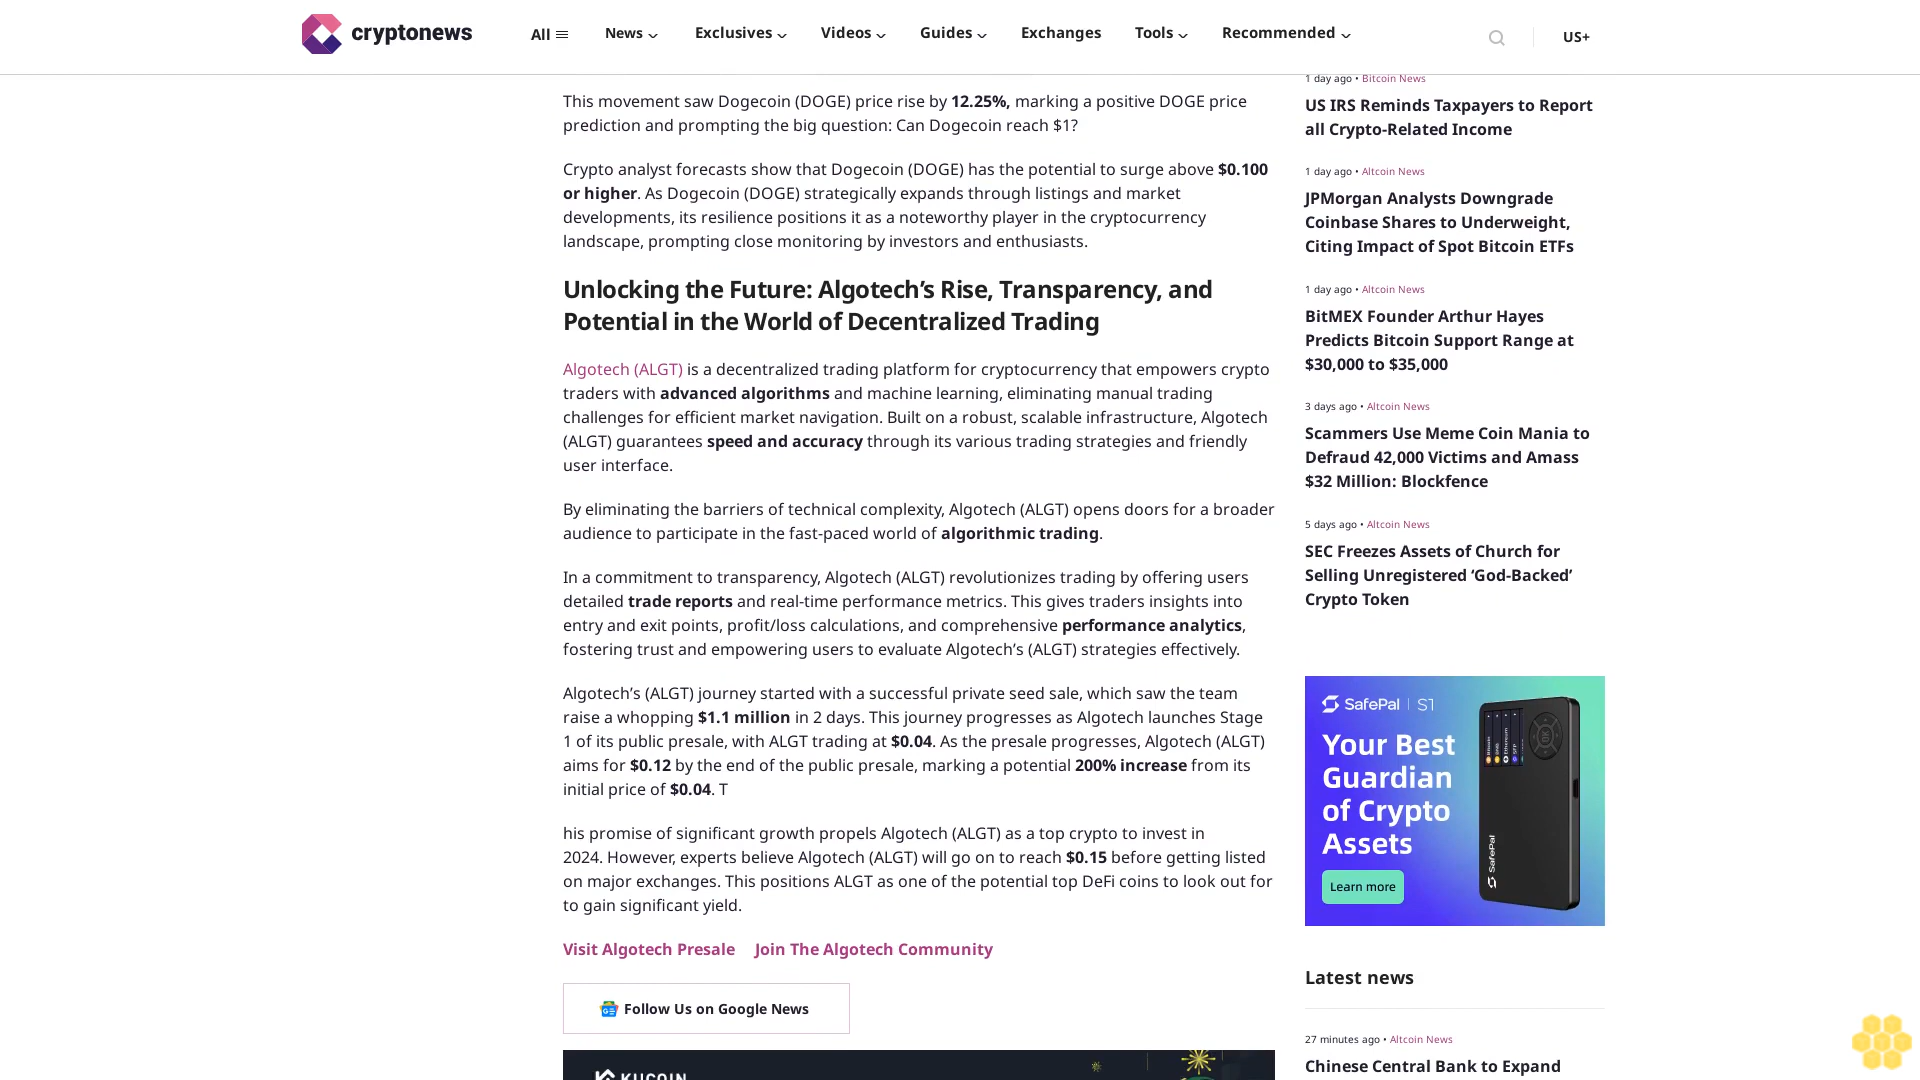 cryptonews
All
News
Exclusives
Videos
Guides
Exchanges
Tools
Recommended
US+
This movement saw Dogecoin (DOGE) price rise by 12.25%, marking a positive DOGE price
prediction and prompting the big question: Can Dogecoin reach $1?
Crypto analyst forecasts show that Dogecoin (DOGE) has the potential to surge above $0.100
or higher. As Dogecoin (DOGE) strategically expands through listings and market
developments, its resilience positions it as a noteworthy player in the cryptocurrency
landscape, prompting close monitoring by investors and enthusiasts.
Unlocking the Future: Algotech’s Rise, Transparency, and
Potential in the World of Decentralized Trading
Algotech (ALGT) is a decentralized trading platform for cryptocurrency that empowers crypto
traders with advanced algorithms and machine learning, eliminating manual trading
challenges for efficient market navigation. Built on a robust, scalable infrastructure, Algotech
(ALGT) guarantees speed and accuracy through its various trading strategies and friendly
user interface.
By eliminating the barriers of technical complexity, Algotech (ALGT) opens doors for a broader
audience to participate in the fast-paced world of algorithmic trading.
In a commitment to transparency, Algotech (ALGT) revolutionizes trading by offering users
detailed trade reports and real-time performance metrics. This gives traders insights into
entry and exit points, profit/loss calculations, and comprehensive performance analytics,
fostering trust and empowering users to evaluate Algotech’s (ALGT) strategies effectively.
Algotech’s (ALGT) journey started with a successful private seed sale, which saw the team
raise a whopping $1.1 million in 2 days. This journey progresses as Algotech launches Stage
1 of its public presale, with ALGT trading at $0.04. As the presale progresses, Algotech (ALGT)
aims for $0.12 by the end of the public presale, marking a potential 200% increase from its
initial price of $0.04. T
his promise of significant growth propels Algotech (ALGT) as a top crypto to invest in
2024. However, experts believe Algotech (ALGT) will go on to reach $0.15 before getting listed
on major exchanges. This positions ALGT as one of the potential top DeFi coins to look out for
to gain significant yield.
Visit Algotech Presale
Join The Algotech Community
Follow Us on Google News
KUCOIN
1 day ago • Bitcoin News
US IRS Reminds Taxpayers to Report
all Crypto-Related Income
1 day ago • Altcoin News
JPMorgan Analysts Downgrade
Coinbase Shares to Underweight,
Citing Impact of Spot Bitcoin ETFs
1 day ago • Altcoin News
BitMEX Founder Arthur Hayes
Predicts Bitcoin Support Range at
$30,000 to $35,000
3 days ago • Altcoin News
Scammers Use Meme Coin Mania to
Defraud 42,000 Victims and Amass
$32 Million: Blockfence
5 days ago • Altcoin News
SEC Freezes Assets of Church for
Selling Unregistered ‘God-Backed’
Crypto Token
SafePal | S1
Your Best
Guardian
of Crypto
Assets
Learn more
SafePal
OK
Latest news
27 minutes ago • Altcoin News
Chinese Central Bank to Expand